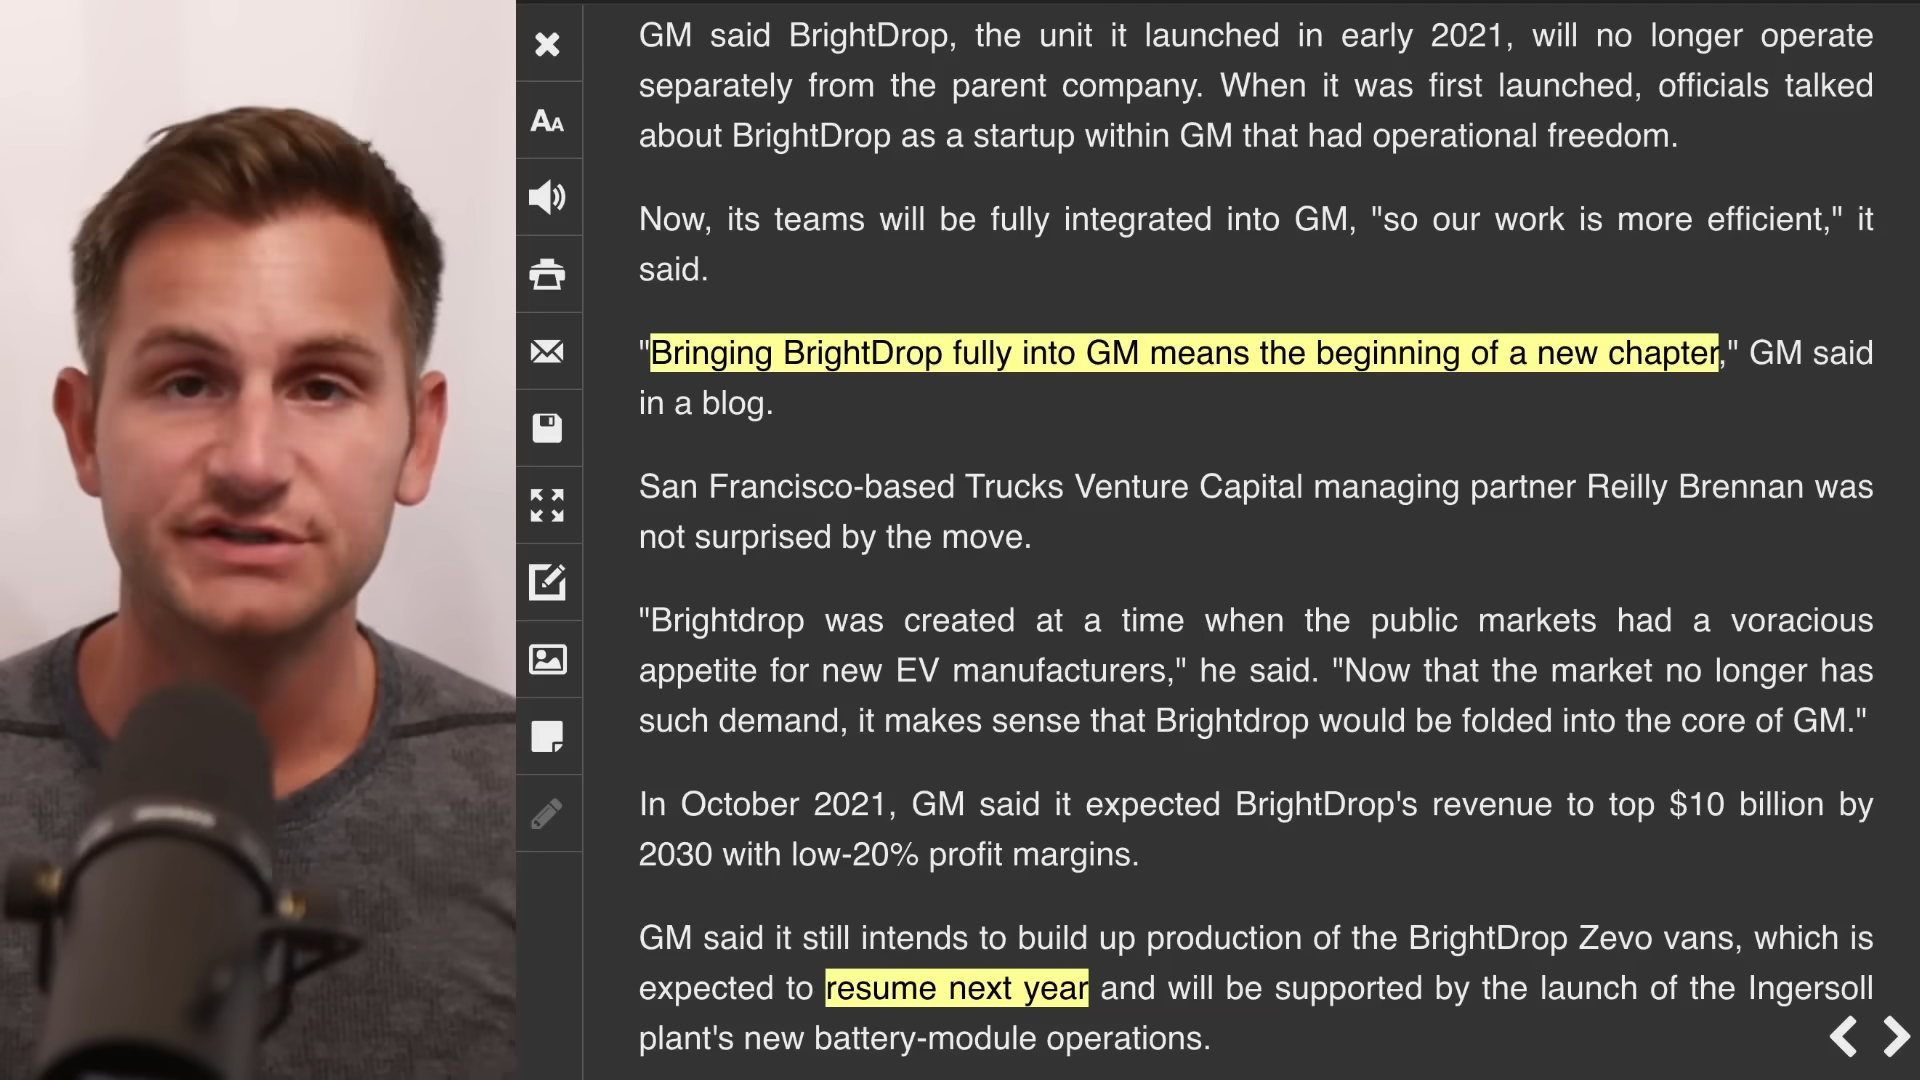 GM said BrightDrop, the unit it launched in early 2021, will no longer operate
separately from the parent company. When it was first launched, officials talked
about BrightDrop as a startup within GM that had operational freedom.
Now, its teams will be fully integrated into GM, "so our work is more efficient," it
said.
"Bringing BrightDrop fully into GM means the beginning of a new chapter," GM said
in a blog.
San Francisco-based Trucks Venture Capital managing partner Reilly Brennan was
not surprised by the move.
"Brightdrop was created at a time when the public markets had a voracious
appetite for new EV manufacturers," he said. "Now that the market no longer has
such demand, it makes sense that Brightdrop would be folded into the core of GM."
In October 2021, GM said it expected BrightDrop's revenue to top $10 billion by
2030 with low-20% profit margins.
GM said it still intends to build up production of the BrightDrop Zevo vans, which is
expected to resume next year and will be supported by the launch of the Ingersoll
plant's new battery-module operations.